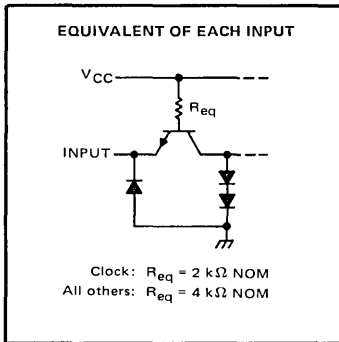 EQUIVALENT OF EACH INPUT
VCC
Req
INPUT
Clock: Req = 2 kΩ NOM
All others: Req = 4 kΩ NOM